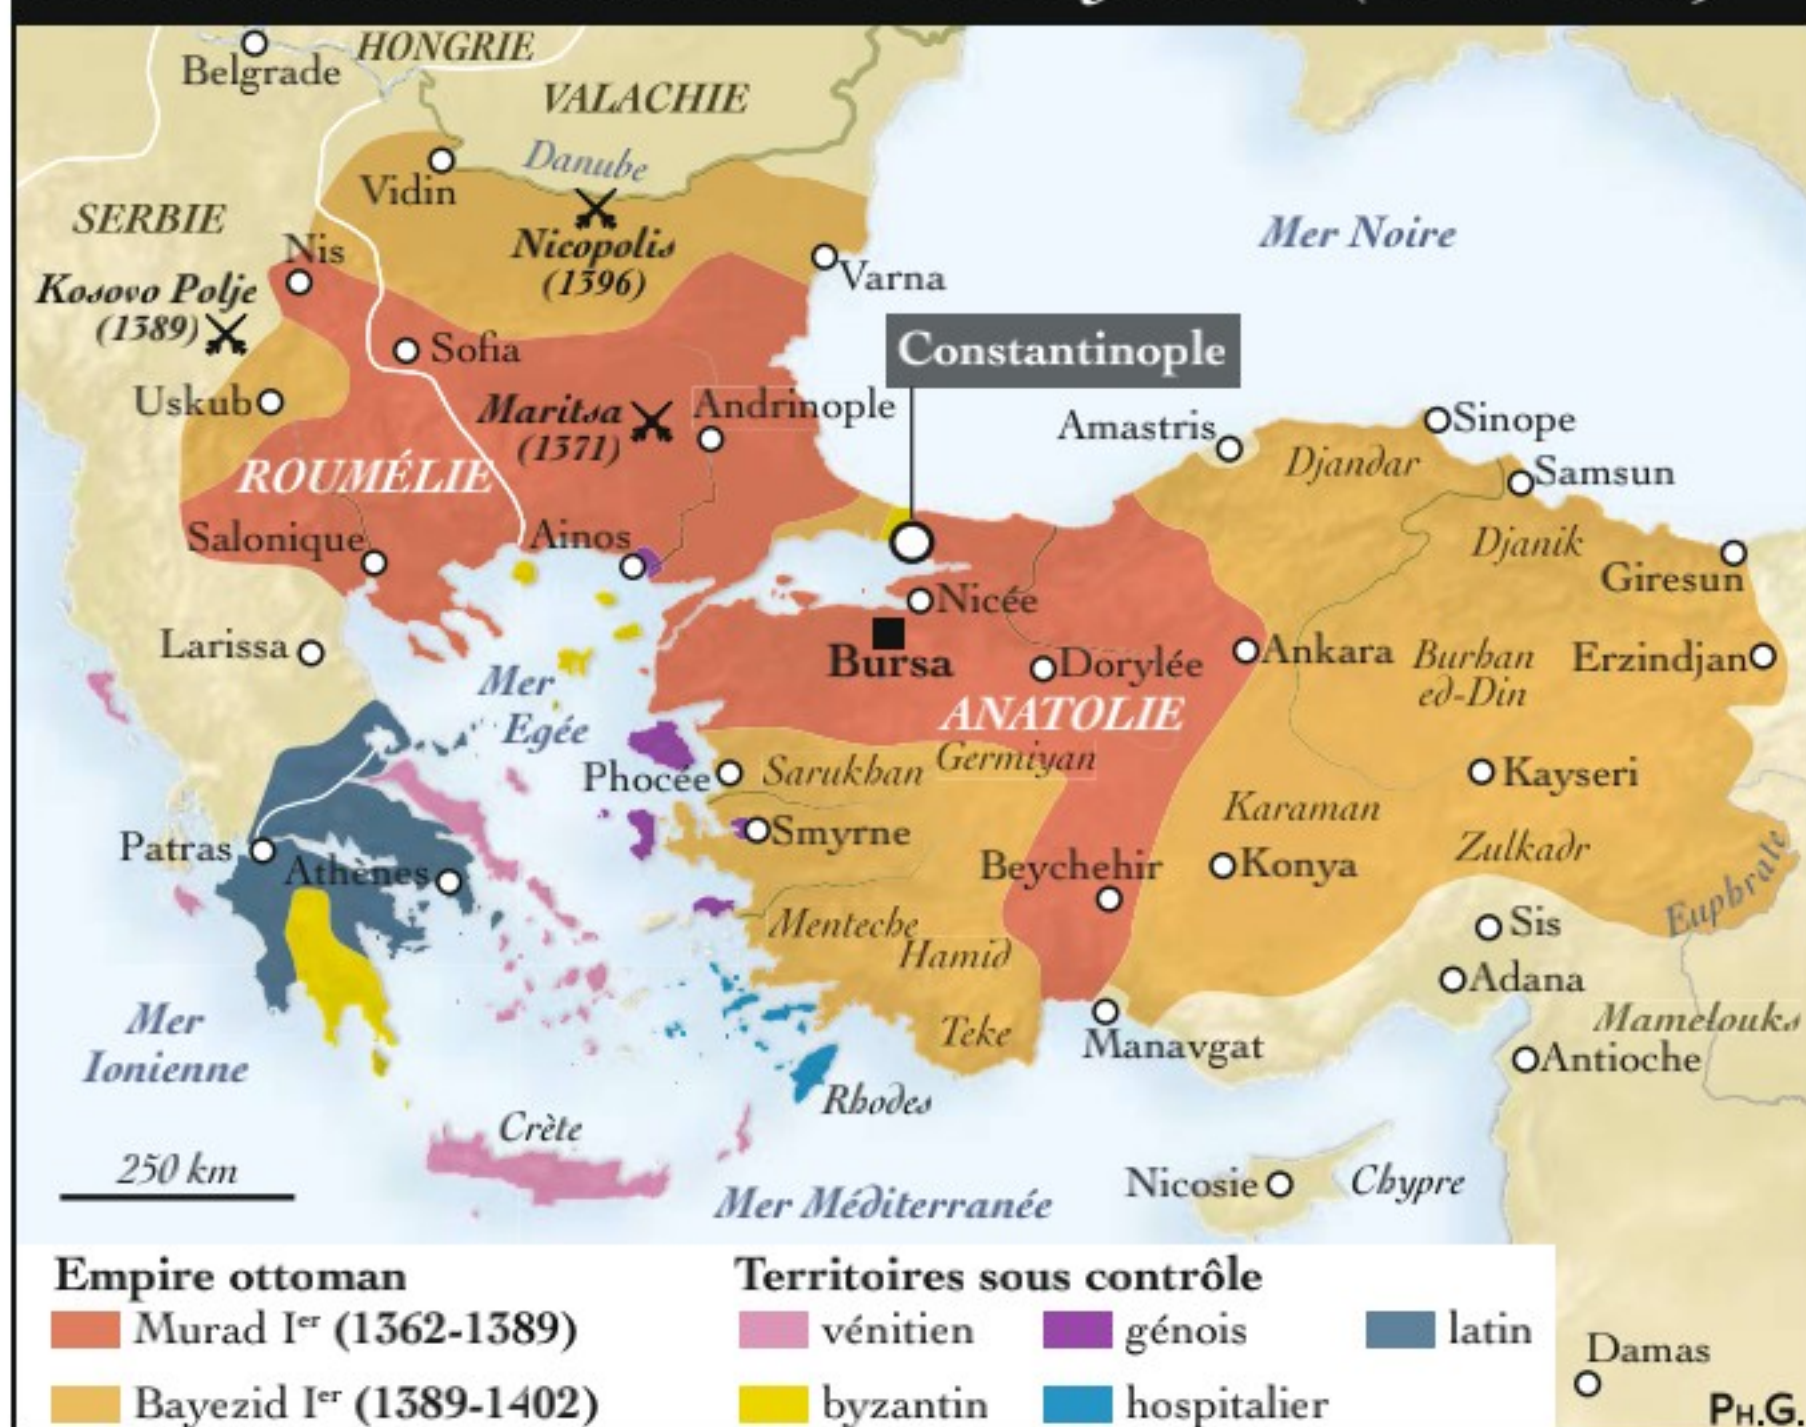 Belgrade
HONGRIE
VALACHIE
Danube
Vidin
SERBIE
Nis
Nicopolis
(1396)
Varna
Mer Noire
Kosovo Polje
(1389)
Sofia
Constantinople
Uskub
Maritsa
(1371)
Andrinople
Amastris
Sinope
Djandar
Samsun
ROUMÉLIE
Salonique
Ainos
Djanik
Giresun
Nicée
Larissa
Bursa
Dorylée
Ankara
Burhan
ed-Din
Erzindjan
Mer
Egée
ANATOLIE
Phocée
Sarukhan
Germiyan
Kayseri
Karaman
Patras
Athènes
Smyrne
Beychehir
Konya
Zulkadr
Euphrate
Menteche
Hamid
Sis
Adana
Mer
Ionienne
Teke
Manavgat
Mamelouks
Antioche
Rhodes
Crète
250 km
Mer Méditerranée
Nicosie
Chypre
Empire ottoman
Murad Ier (1362-1389)
Bayezid Ier (1389-1402)
Territoires sous contrôle
vénitien
génois
latin
byzantin
hospitalier
Damas
PH.G.